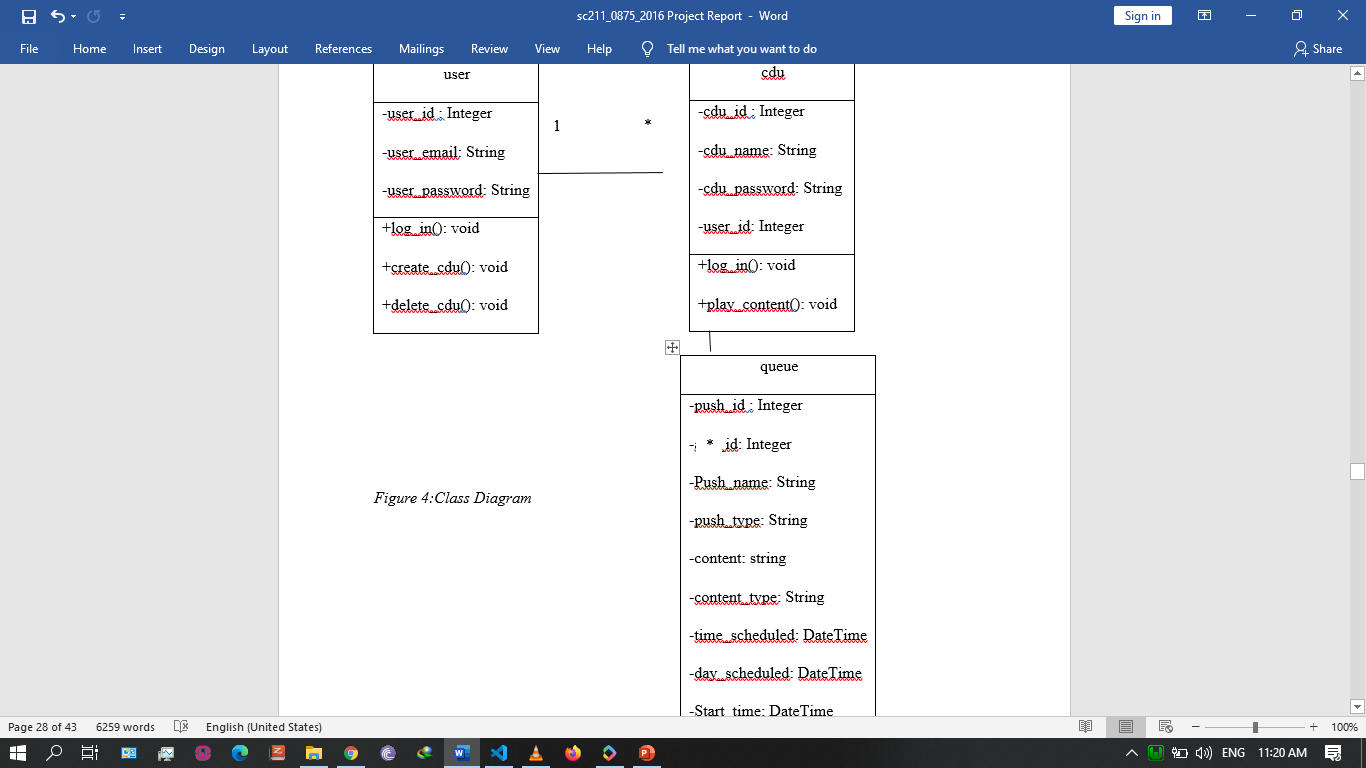 sc211_0875_2016 Project Report - Word
Sign in
File Home Insert Design Layout References Mailings Review View Help Tell me what you want to do Share
user
-user_id : Integer
-user_email: String
-user_password: String
+log_in(): void
+create_cdu(): void
+delete_cdu(): void
1 *
cdu
-cdu_id : Integer
-cdu_name: String
-cdu_password: String
-user_id: Integer
+log_in(): void
+play_content(): void
queue
-push_id : Integer
- * _id: Integer
-Push_name: String
-push_type: String
-content: string
-content_type: String
-time_scheduled: DateTime
-day_scheduled: DateTime
-Start_time: DateTime
Figure 4:Class Diagram
Page 28 of 43 6259 words English (United States) 100%
ENG 11:20 AM